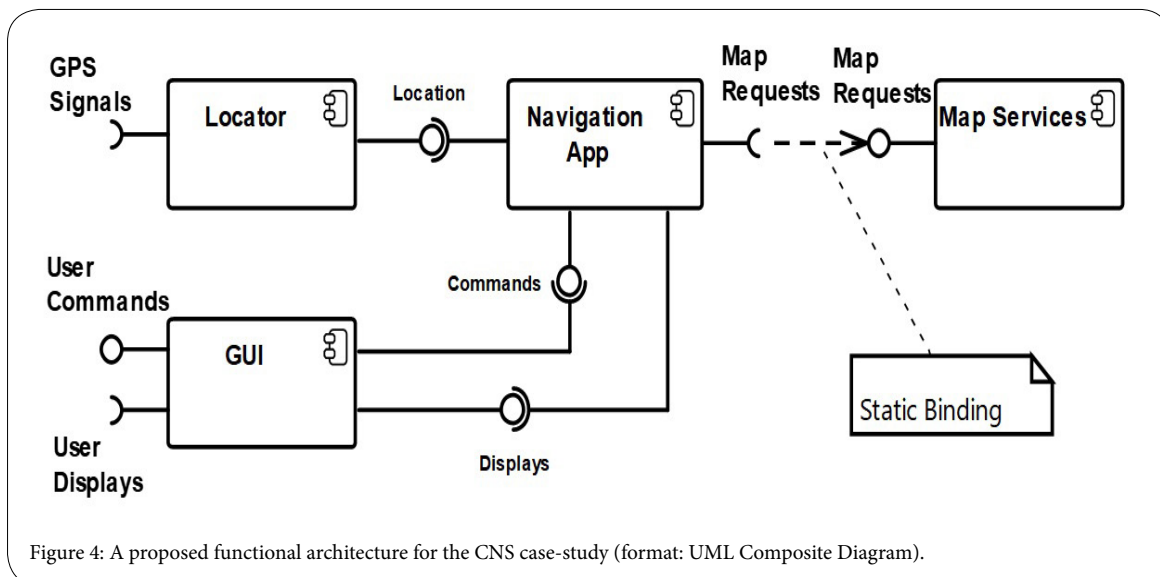 GPS
Signals
Locator
Location
Navigation
App
Map
Requests
Map
Requests
Map Services
User
Commands
GUI
User
Displays
Commands
Displays
Static Binding
Figure 4: A proposed functional architecture for the CNS case-study (format: UML Composite Diagram).